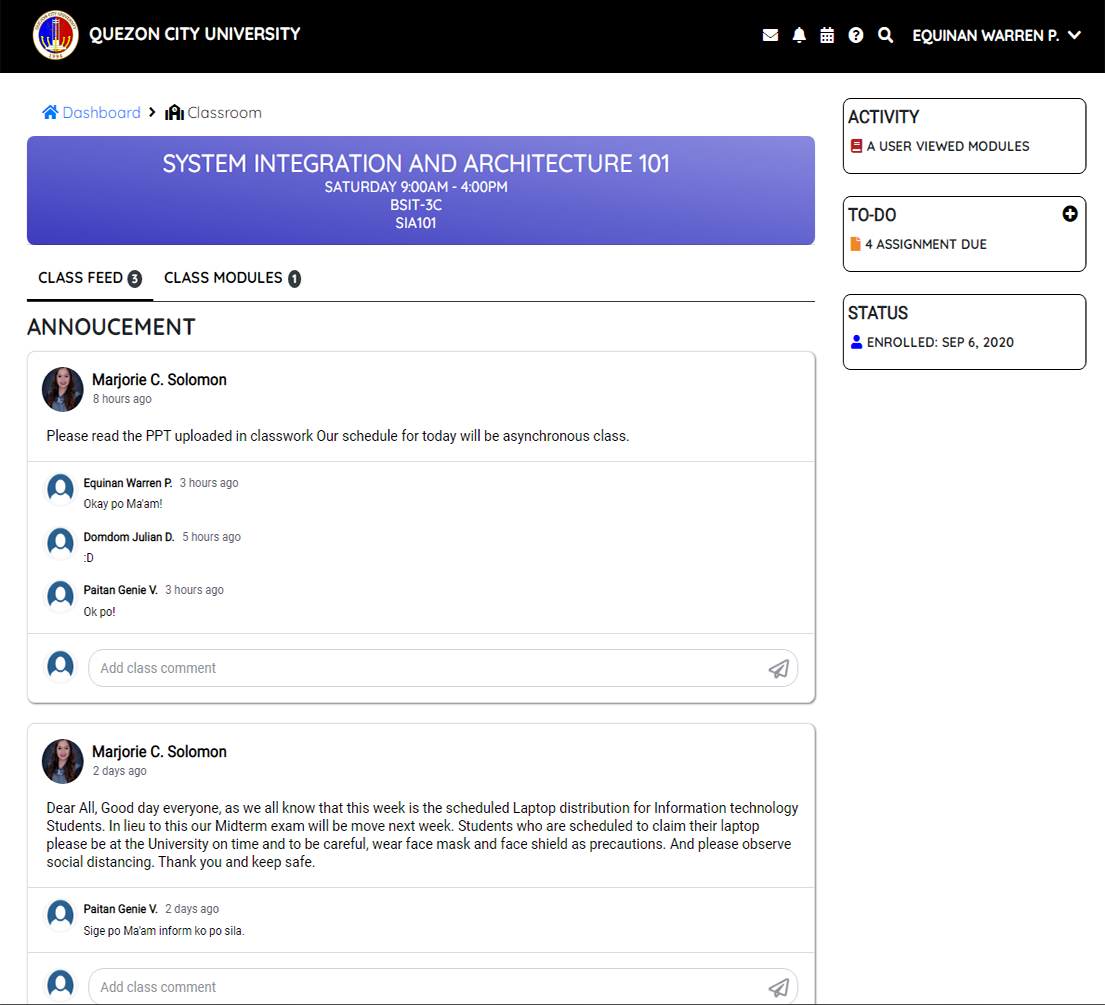 QUEZON CITY UNIVERSITY
EQUINAN WARREN P.
Dashboard
Classroom
SYSTEM INTEGRATION AND ARCHITECTURE 101
SATURDAY 9:00AM - 4:00PM
BSIT-3C
SIA101
CLASS FEED 3
CLASS MODULES 1
ANNOUCEMENT
Marjorie C. Solomon
8 hours ago
Please read the PPT uploaded in classwork Our schedule for today will be asynchronous class.
Equinan Warren P. 3 hours ago
Okay po Ma'am!
Domdom Julian D. 5 hours ago
:D
Paitan Genie V. 3 hours ago
Ok po!
Add class comment
Marjorie C. Solomon
2 days ago
Dear All, Good day everyone, as we all know that this week is the scheduled Laptop distribution for Information technology
Students. In lieu to this our Midterm exam will be move next week. Students who are scheduled to claim their laptop
please be at the University on time and to be careful, wear face mask and face shield as precautions. And please observe
social distancing. Thank you and keep safe.
Paitan Genie V. 2 days ago
Sige po Ma'am inform ko po sila.
Add class comment
ACTIVITY
A USER VIEWED MODULES
TO-DO
4 ASSIGNMENT DUE
STATUS
ENROLLED: SEP 6, 2020